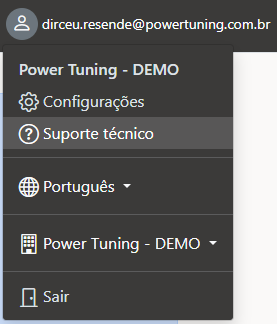 dirceu.resende@powertuning.com.br
Power Tuning - DEMO
Configurações
Suporte técnico
Português
Power Tuning - DEMO
Sair